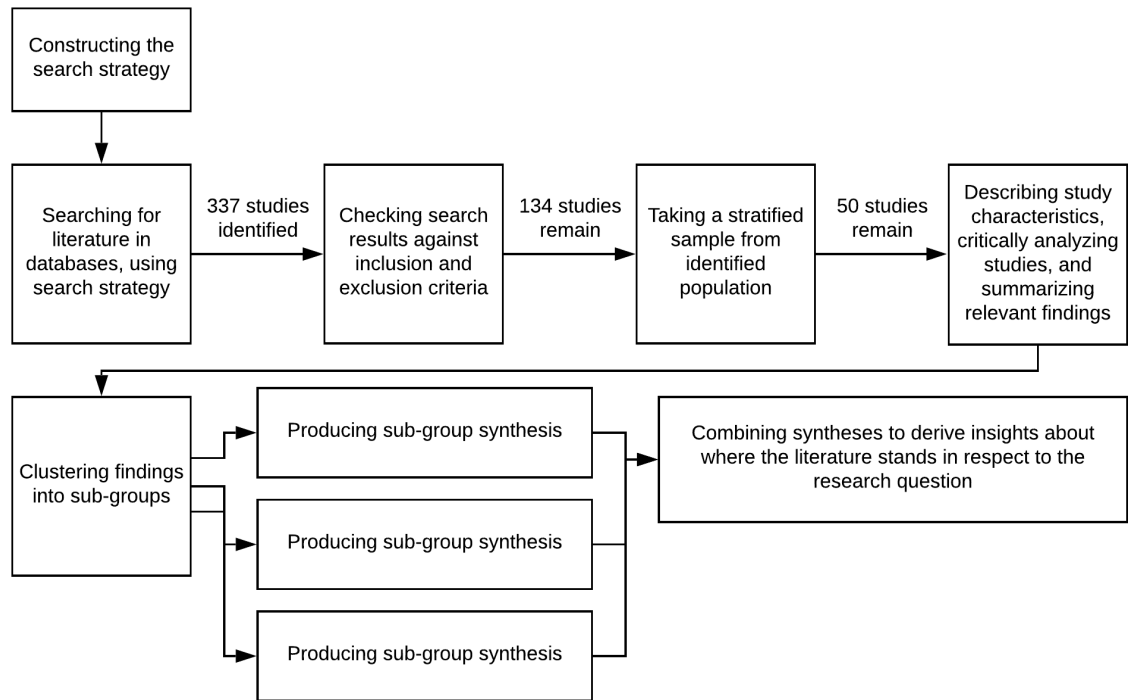 Constructing the
search strategy
Searching for
literature in
databases, using
search strategy
337 studies
identified
Checking search
results against
inclusion and
exclusion criteria
134 studies
remain
Taking a stratified
sample from
identified
population
50 studies
remain
Describing study
characteristics,
critically analyzing
studies, and
summarizing
relevant findings
Clustering findings
into sub-groups
Producing sub-group synthesis
Producing sub-group synthesis
Producing sub-group synthesis
Combining syntheses to derive insights about
where the literature stands in respect to the
research question